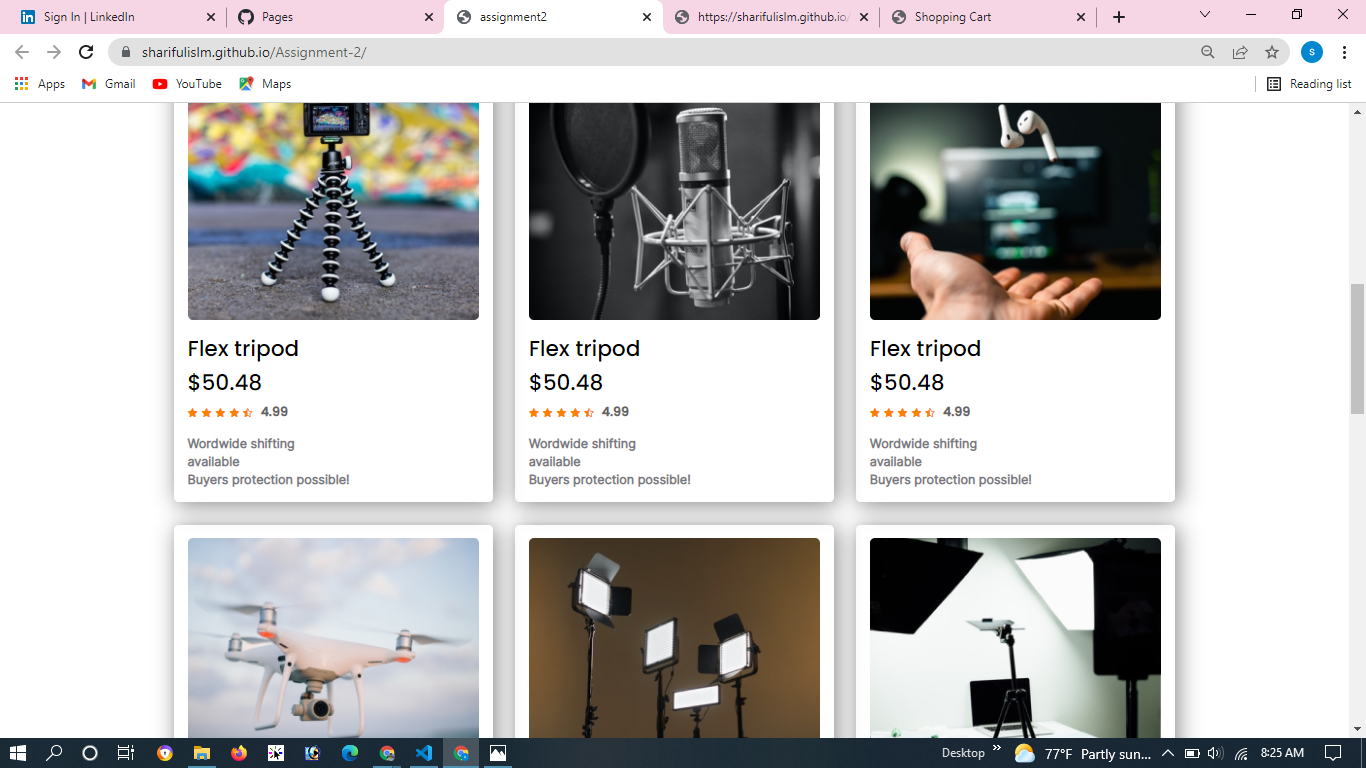 Sign In | LinkedIn
Pages
assignment2
https://sharifulislm.github.io/
Shopping Cart
sharifulislm.github.io/Assignment-2/
S
Apps
Gmail
YouTube
Maps
Reading list
Flex tripod
$50.48
4.99
Wordwide shifting
available
Buyers protection possible!
Flex tripod
$50.48
4.99
Wordwide shifting
available
Buyers protection possible!
Flex tripod
$50.48
4.99
Wordwide shifting
available
Buyers protection possible!
Desktop
77°F Partly sun...
8:25 AM